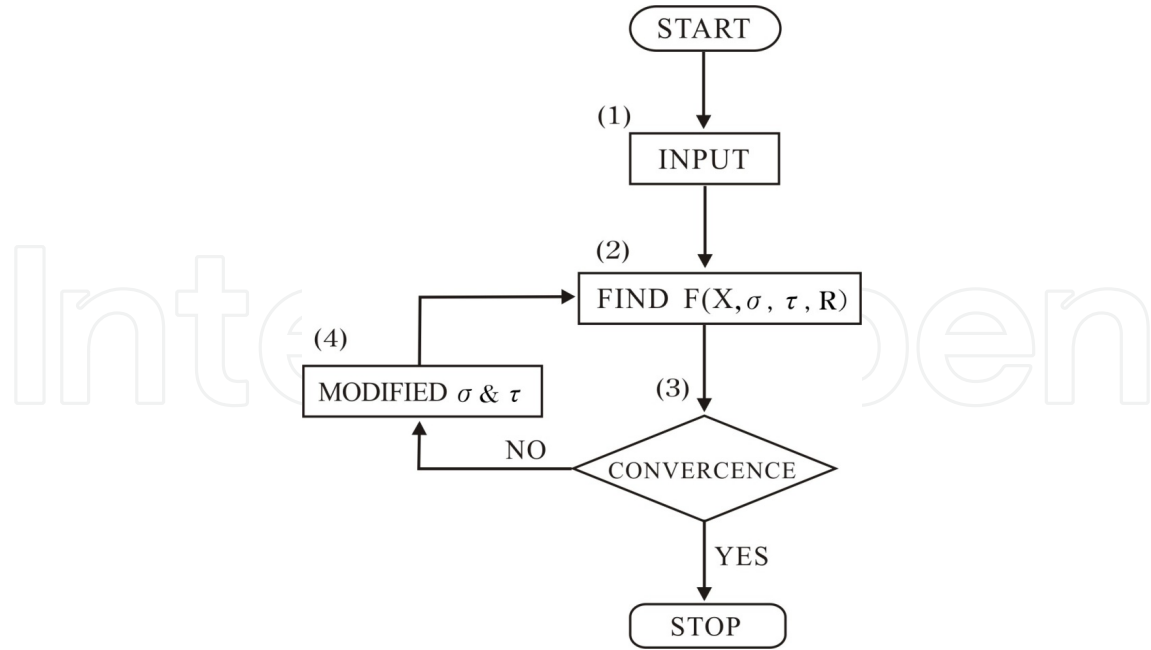 START
(1)
INPUT
(2)
FIND F(X, σ, τ, R)
(4)
MODIFIED σ & τ
(3)
NO
CONVERCENCE
YES
STOP